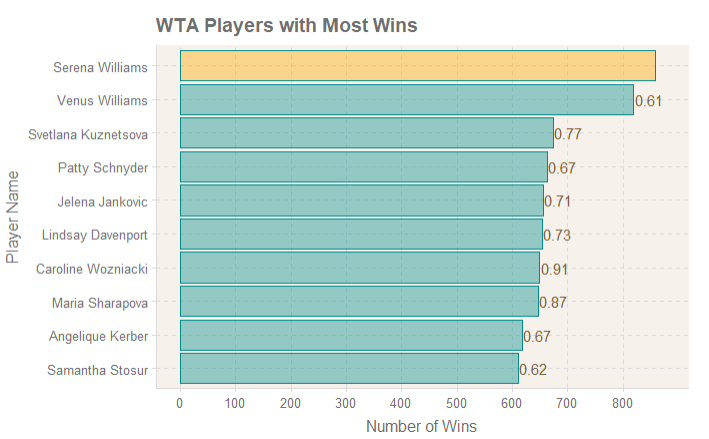 WTA Players with Most Wins
Serena Williams
Venus Williams 0.61
Svetlana Kuznetsova 0.77
Patty Schnyder 0.67
Jelena Jankovic 0.71
Lindsay Davenport 0.73
Caroline Wozniacki 0.91
Maria Sharapova 0.87
Angelique Kerber 0.67
Samantha Stosur 0.62
Player Name
0 100 200 300 400 500 600 700 800
Number of Wins